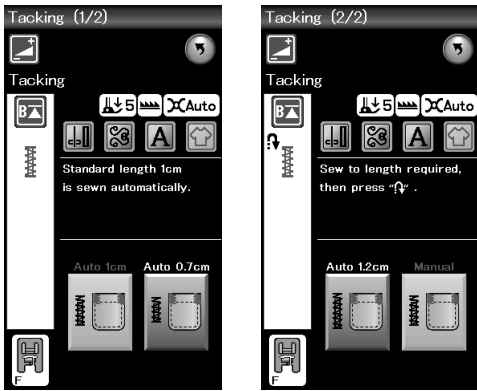 Tacking (1/2)
Tacking
5
Auto
B
A
Standard length 1cm
is sewn automatically.
Auto 1cm
Auto 0.7cm
F
Tacking (2/2)
Tacking
5
Auto
B
A
Sew to length required,
then press “ ” .
Auto 1.2cm
Manual
F